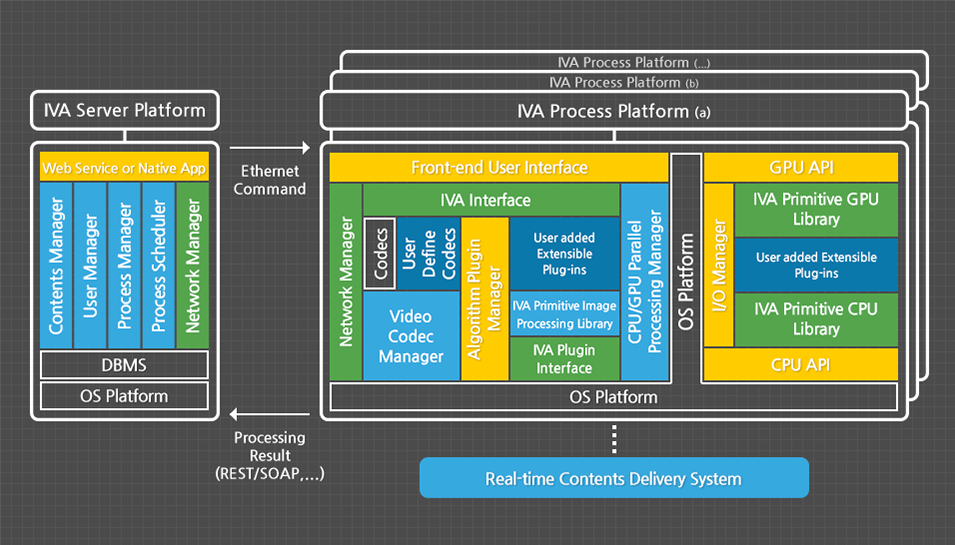 IVA Process Platform (...)
IVA Process Platform (b)
IVA Process Platform (a)
IVA Server Platform
Web Service or Native App
Contents Manager
User Manager
Process Manager
Process Scheduler
Network Manager
DBMS
OS Platform
Ethernet
Command
Processing
Result
(REST/SOAP,...)
Front-end User Interface
Network Manager
IVA Interface
Codecs
User
Define
Codecs
Video
Codec
Manager
Algorithm Plugin
Manager
User added
Extensible
Plug-ins
IVA Primitive Image
Processing Library
IVA Plugin
Interface
CPU/GPU Parallel
Processing Manager
OS Platform
GPU API
I/O Manager
IVA Primitive GPU
Library
User added Extensible
Plug-ins
IVA Primitive CPU
Library
CPU API
OS Platform
Real-time Contents Delivery System